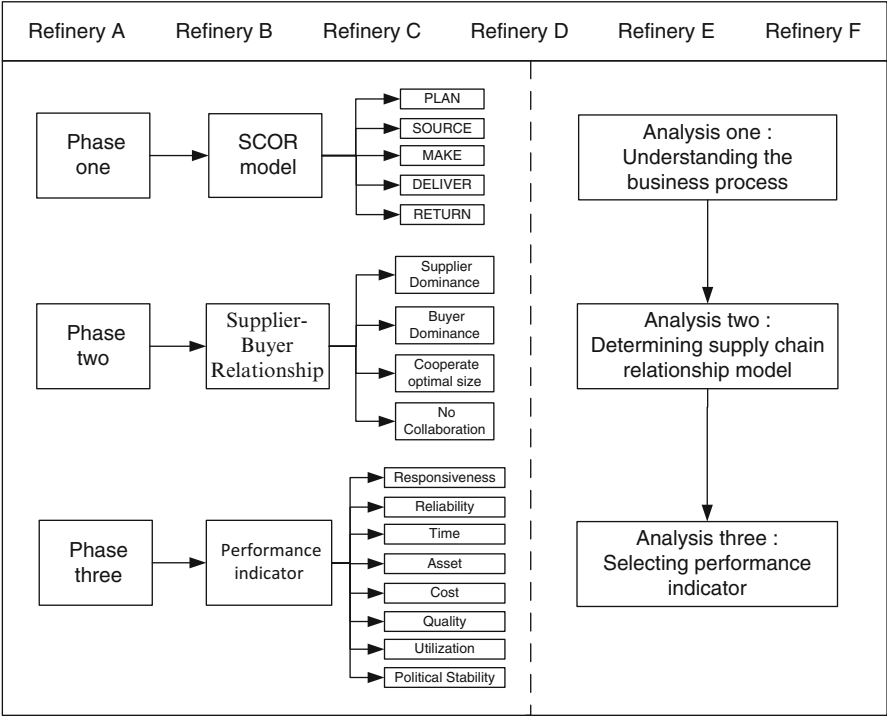 Refinery A Refinery B Refinery C Refinery D Refinery E Refinery F
Phase
one
SCOR
model
PLAN
SOURCE
MAKE
DELIVER
RETURN
Analysis one :
Understanding the
business process
Phase
two
Supplier-
Buyer
Relationship
Supplier
Dominance
Buyer
Dominance
Cooperate
optimal size
No
Collaboration
Analysis two :
Determining supply chain
relationship model
Phase
three
Performance
indicator
Responsiveness
Reliability
Time
Asset
Cost
Quality
Utilization
Political Stability
Analysis three :
Selecting performance
indicator